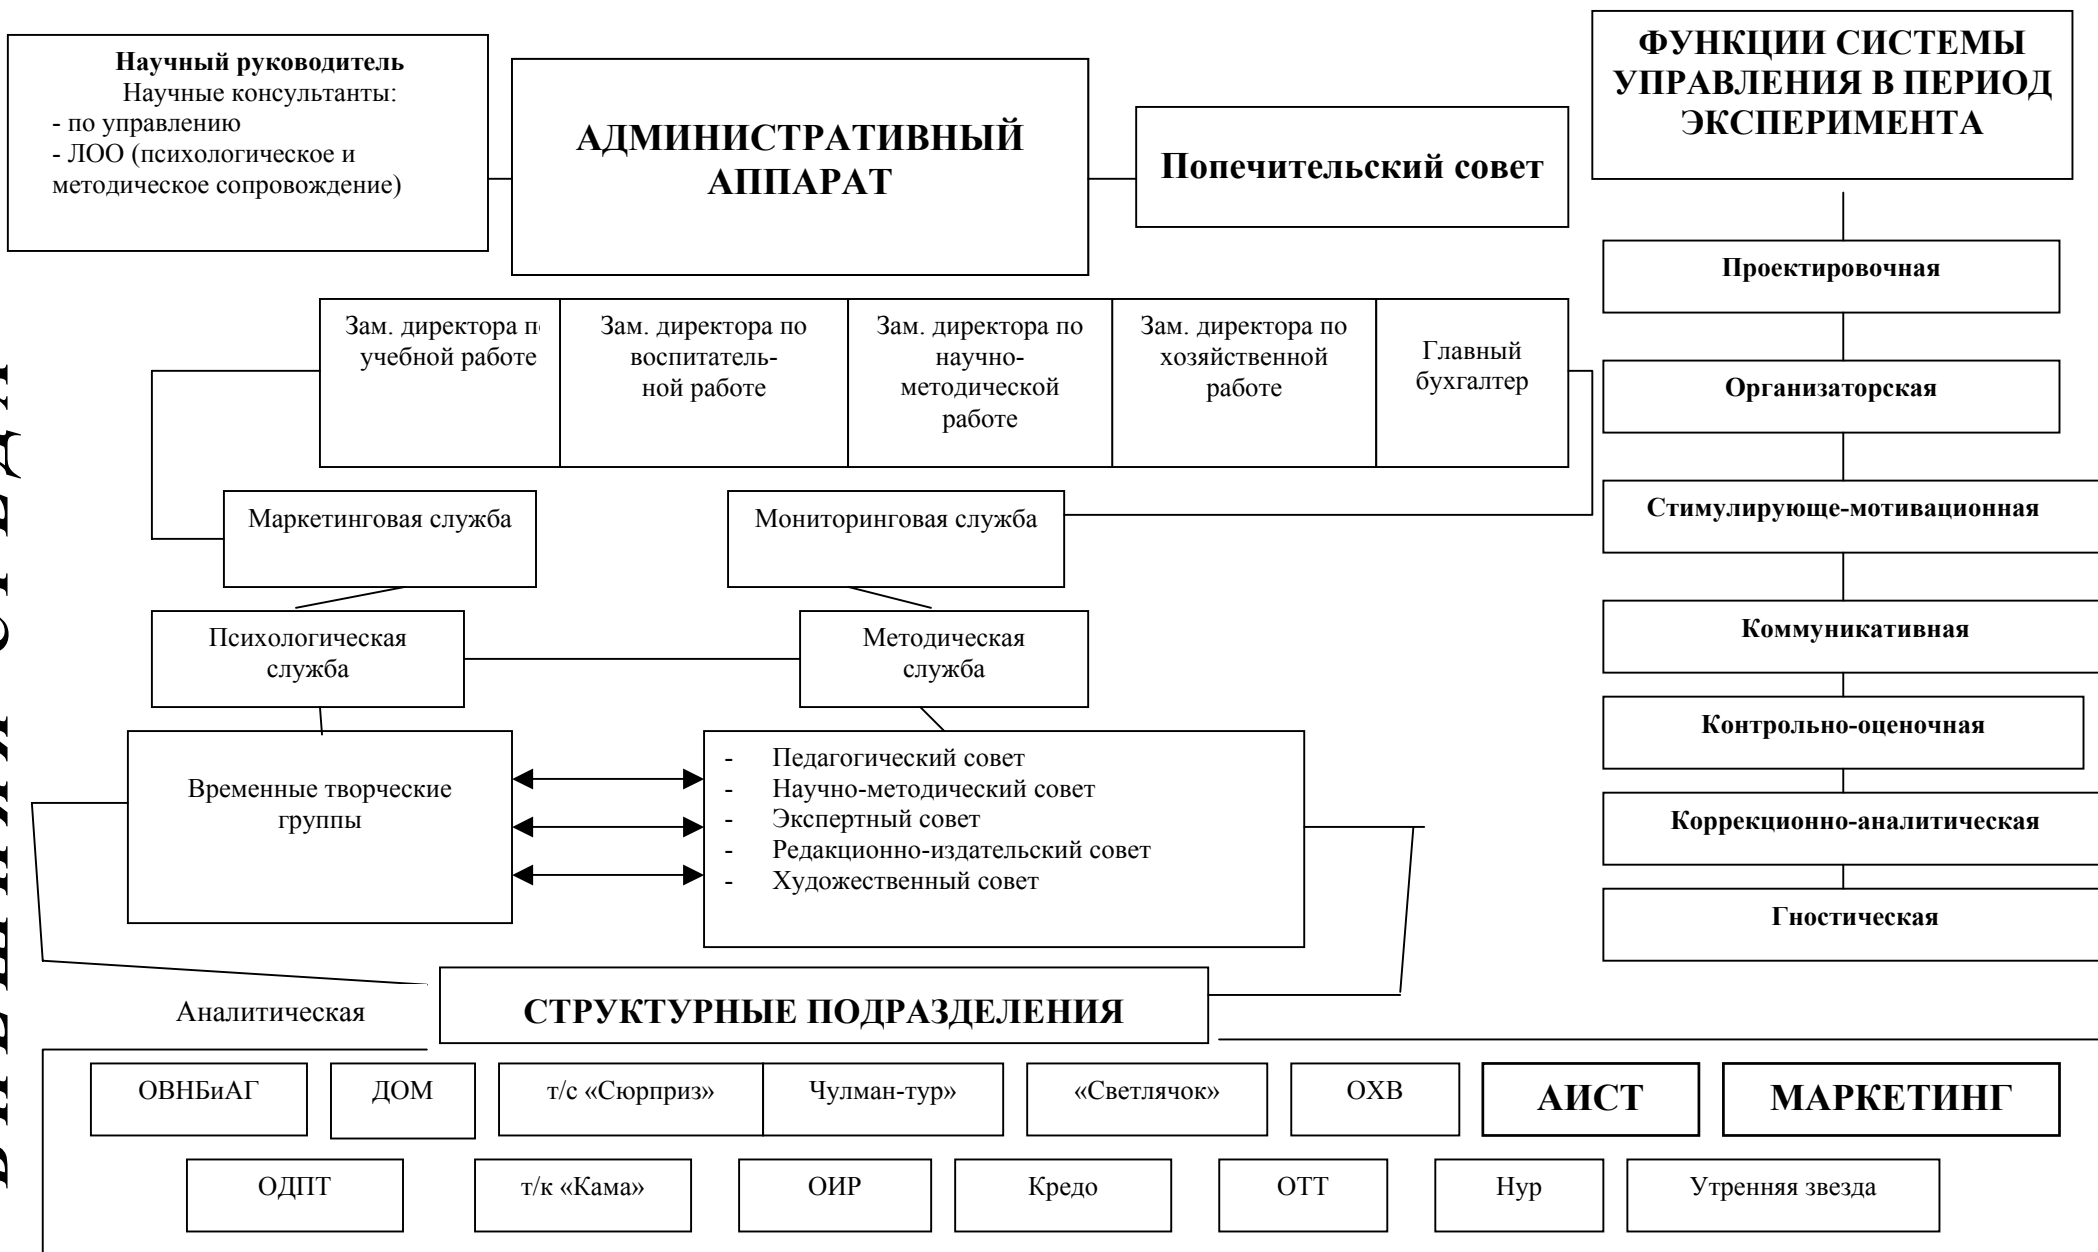 Научный руководитель
Научные консультанты:
- по управлению
- ЛОО (психологическое и
методическое сопровождение)
АДМИНИСТРАТИВНЫЙ
АППАРАТ
Попечительский совет
ФУНКЦИИ СИСТЕМЫ
УПРАВЛЕНИЯ В ПЕРИОД
ЭКСПЕРИМЕНТА
Проектировочная
Организаторская
Стимулирующе-мотивационная
Коммуникативная
Контрольно-оценочная
Коррекционно-аналитическая
Гностическая
Зам. директора по
учебной работе
Зам. директора по
воспитатель-
ной работе
Зам. директора по
научно-
методической
работе
Зам. директора по
хозяйственной
работе
Главный
бухгалтер
Маркетинговая служба
Мониторинговая служба
Психологическая
служба
Методическая
служба
Временные творческие
группы
- Педагогический совет
- Научно-методический совет
- Экспертный совет
- Редакционно-издательский совет
- Художественный совет
Аналитическая
СТРУКТУРНЫЕ ПОДРАЗДЕЛЕНИЯ
ОВНБиАГ
ДОМ
т/с «Сюрприз»
Чулман-тур»
«Светлячок»
ОХВ
АИСТ
МАРКЕТИНГ
ОДПТ
т/к «Кама»
ОИР
Кредо
ОТТ
Нур
Утренняя звезда